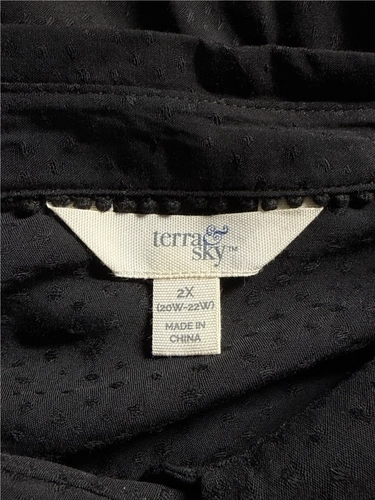 terra &
sky™
2X
(20W-22W)
MADE IN
CHINA